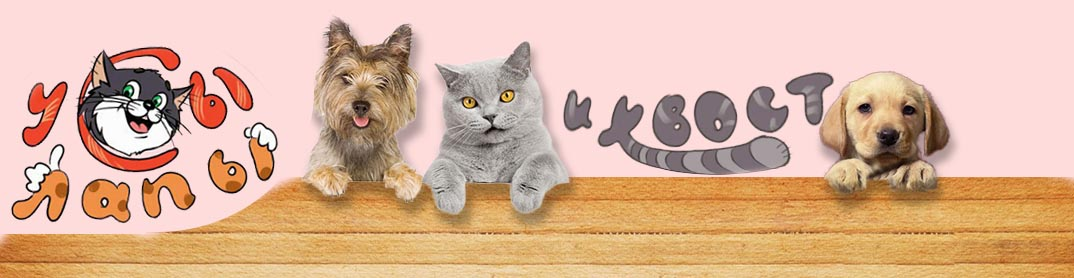 усы
лапы
и хвост